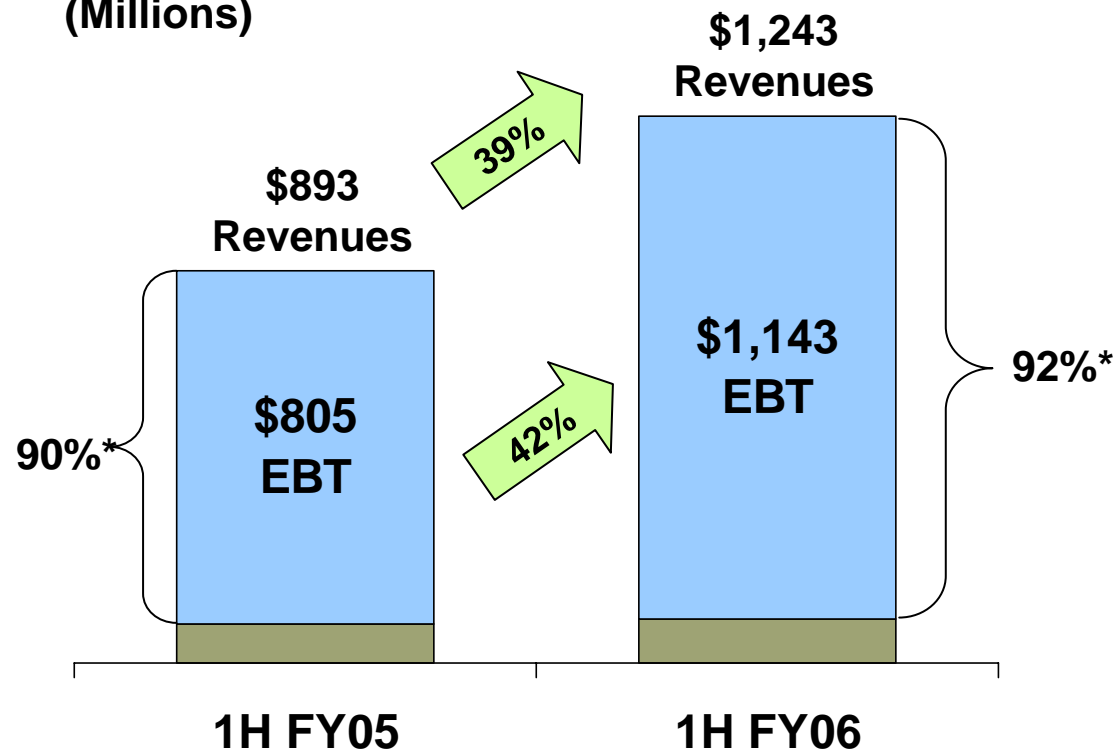 (Millions)
$1,243
Revenues
39%
$893
Revenues
$1,143
EBT
92%*
42%
$805
EBT
90%*
1H FY05
1H FY06